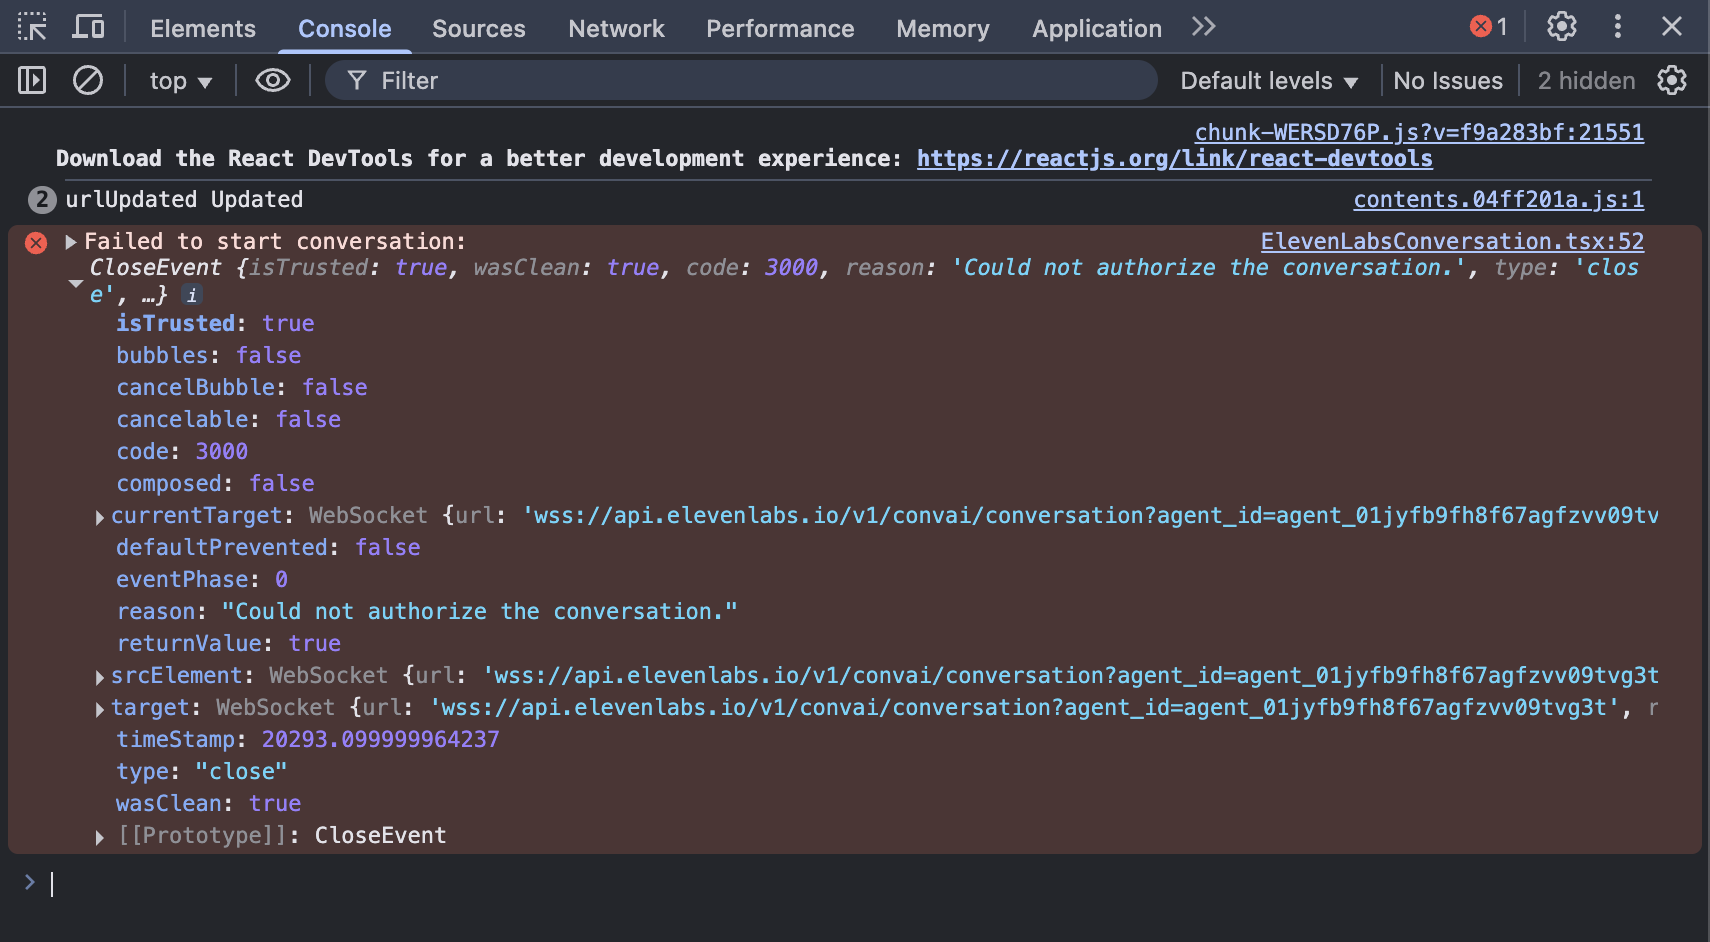 Elements Console Sources Network Performance Memory Application 1
top Filter Default levels No Issues 2 hidden
chunk-WERSD76P.js?v=f9a283bf:21551
Download the React DevTools for a better development experience: https://reactjs.org/link/react-devtools
2 urlUpdated Updated contents.04ff201a.js:1
Failed to start conversation: ElevenLabsConversation.tsx:52
CloseEvent {isTrusted: true, wasClean: true, code: 3000, reason: 'Could not authorize the conversation.', type: 'clos
e', …} i
isTrusted: true
bubbles: false
cancelBubble: false
cancelable: false
code: 3000
composed: false
currentTarget: WebSocket {url: 'wss://api.elevenlabs.io/v1/convai/conversation?agent_id=agent_01jyfb9fh8f67agfzvv09tv
defaultPrevented: false
eventPhase: 0
reason: "Could not authorize the conversation."
returnValue: true
srcElement: WebSocket {url: 'wss://api.elevenlabs.io/v1/convai/conversation?agent_id=agent_01jyfb9fh8f67agfzvv09tvg3t
target: WebSocket {url: 'wss://api.elevenlabs.io/v1/convai/conversation?agent_id=agent_01jyfb9fh8f67agfzvv09tvg3t', r
timeStamp: 20293.099999964237
type: "close"
wasClean: true
[[Prototype]]: CloseEvent